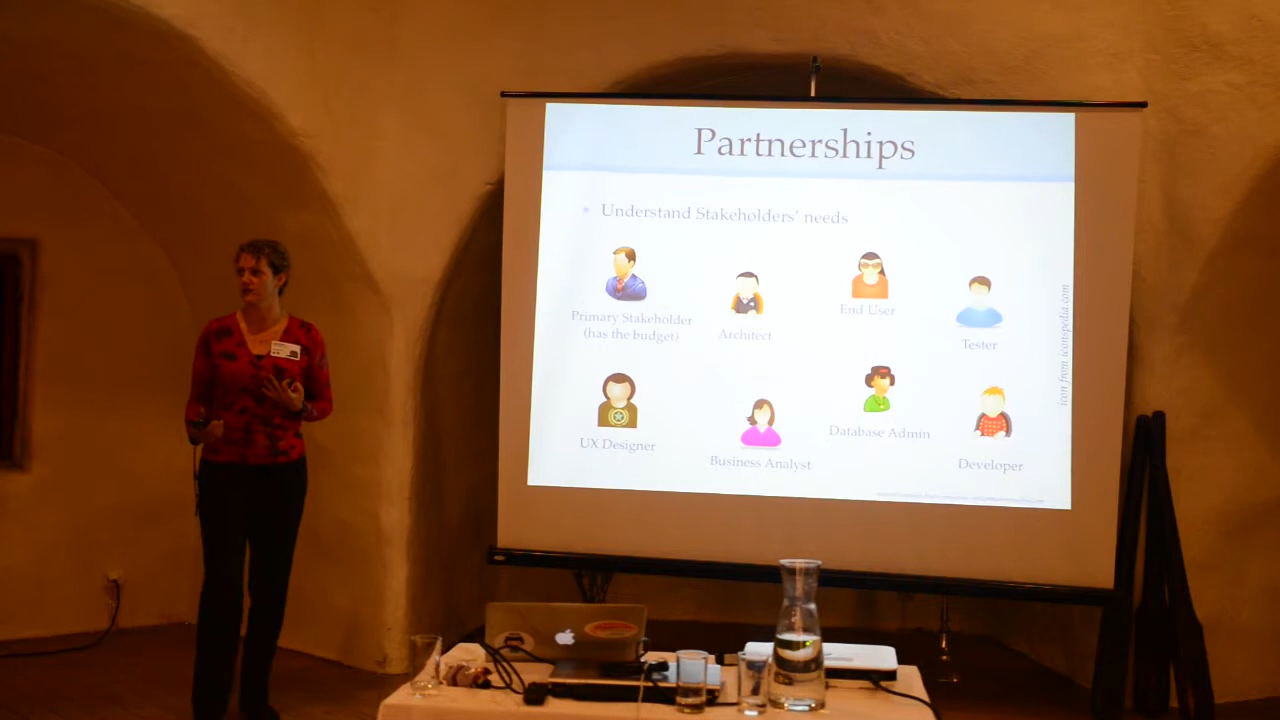 Partnerships
Understand Stakeholders' needs
Primary Stakeholder
(has the budget)
Architect
End User
Tester
UX Designer
Business Analyst
Database Admin
Developer
icon from iconspedia.com